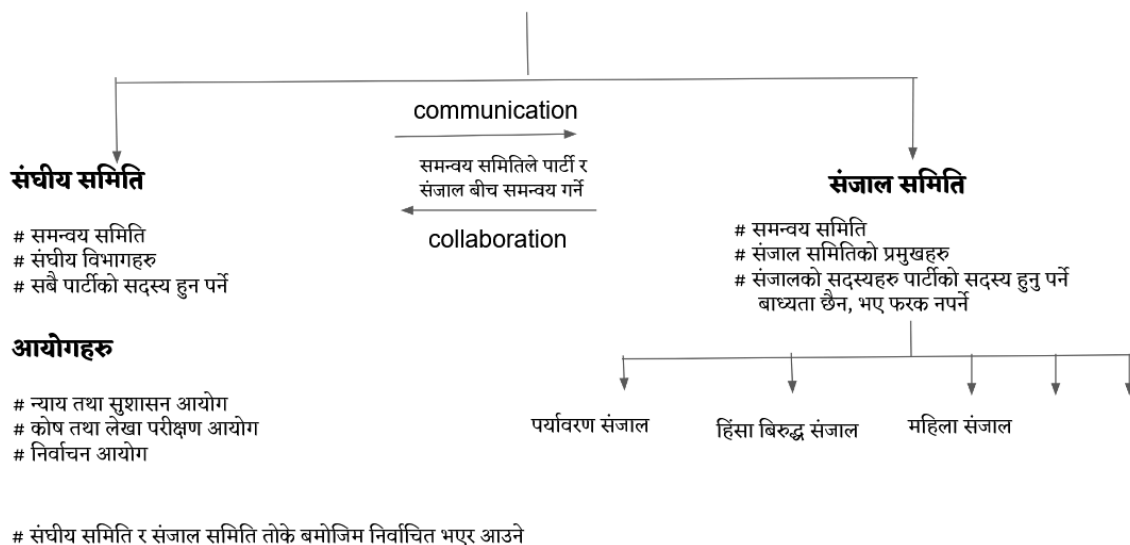 communication
समन्वय समितिले पार्टी र
संजाल बीच समन्वय गर्ने
collaboration
संघीय समिति
# समन्वय समिति
# संघीय विभागहरु
# सबै पार्टीको सदस्य हुन पर्ने
आयोगहरु
# न्याय तथा सुशासन आयोग
# कोष तथा लेखा परीक्षण आयोग
# निर्वाचन आयोग
संजाल समिति
# समन्वय समिति
# संजाल समितिको प्रमुखहरु
# संजालको सदस्यहरु पार्टीको सदस्य हुनु पर्ने
बाध्यता छैन, भए फरक नपर्ने
पर्यावरण संजाल
हिंसा बिरुद्ध संजाल
महिला संजाल
# संघीय समिति र संजाल समिति तोके बमोजिम निर्वाचित भएर आउने